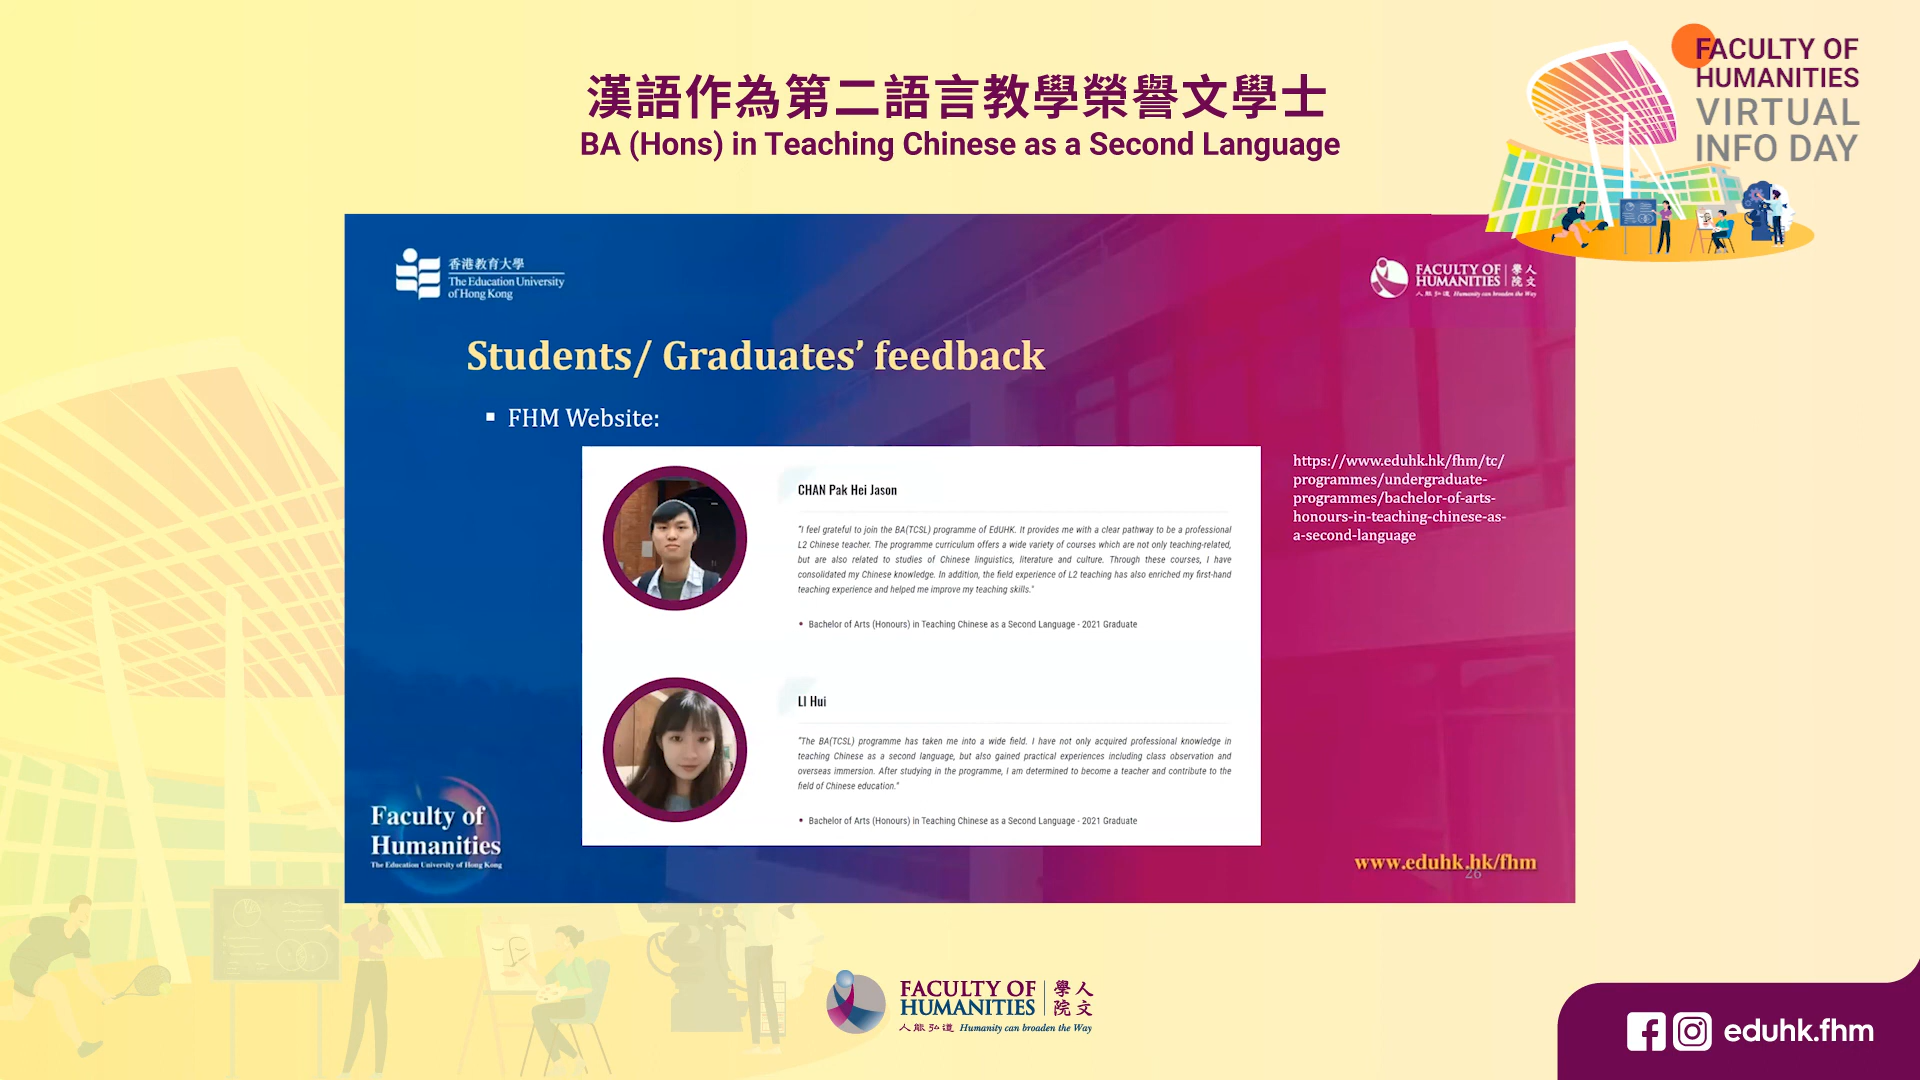 漢語作為第二語言教學榮譽文學士
BA (Hons) in Teaching Chinese as a Second Language
FACULTY OF
HUMANITIES
VIRTUAL
INFO DAY
香港教育大學
The Education University
of Hong Kong
FACULTY OF
HUMANITIES
學人
院文
人能弘道 Humanity can broaden the Way
Students/ Graduates’ feedback
▪ FHM Website:
CHAN Pak Hei Jason
"I feel grateful to join the BA(TCSL) programme of EdUHK. It provides me with a clear pathway to be a professional
L2 Chinese teacher. The programme curriculum offers a wide variety of courses which are not only teaching-related,
but are also related to studies of Chinese linguistics, literature and culture. Through these courses, I have
consolidated my Chinese knowledge. In addition, the field experience of L2 teaching has also enriched my first-hand
teaching experience and helped me improve my teaching skills."
• Bachelor of Arts (Honours) in Teaching Chinese as a Second Language - 2021 Graduate
LI Hui
"The BA(TCSL) programme has taken me into a wide field. I have not only acquired professional knowledge in
teaching Chinese as a second language, but also gained practical experiences including class observation and
overseas immersion. After studying in the programme, I am determined to become a teacher and contribute to the
field of Chinese education."
• Bachelor of Arts (Honours) in Teaching Chinese as a Second Language - 2021 Graduate
https://www.eduhk.hk/fhm/tc/
programmes/undergraduate-
programmes/bachelor-of-arts-
honours-in-teaching-chinese-as-
a-second-language
Faculty of
Humanities
The Education University of Hong Kong
www.eduhk.hk/fhm
26
FACULTY OF
HUMANITIES
學人
院文
人能弘道 Humanity can broaden the Way
eduhk.fhm